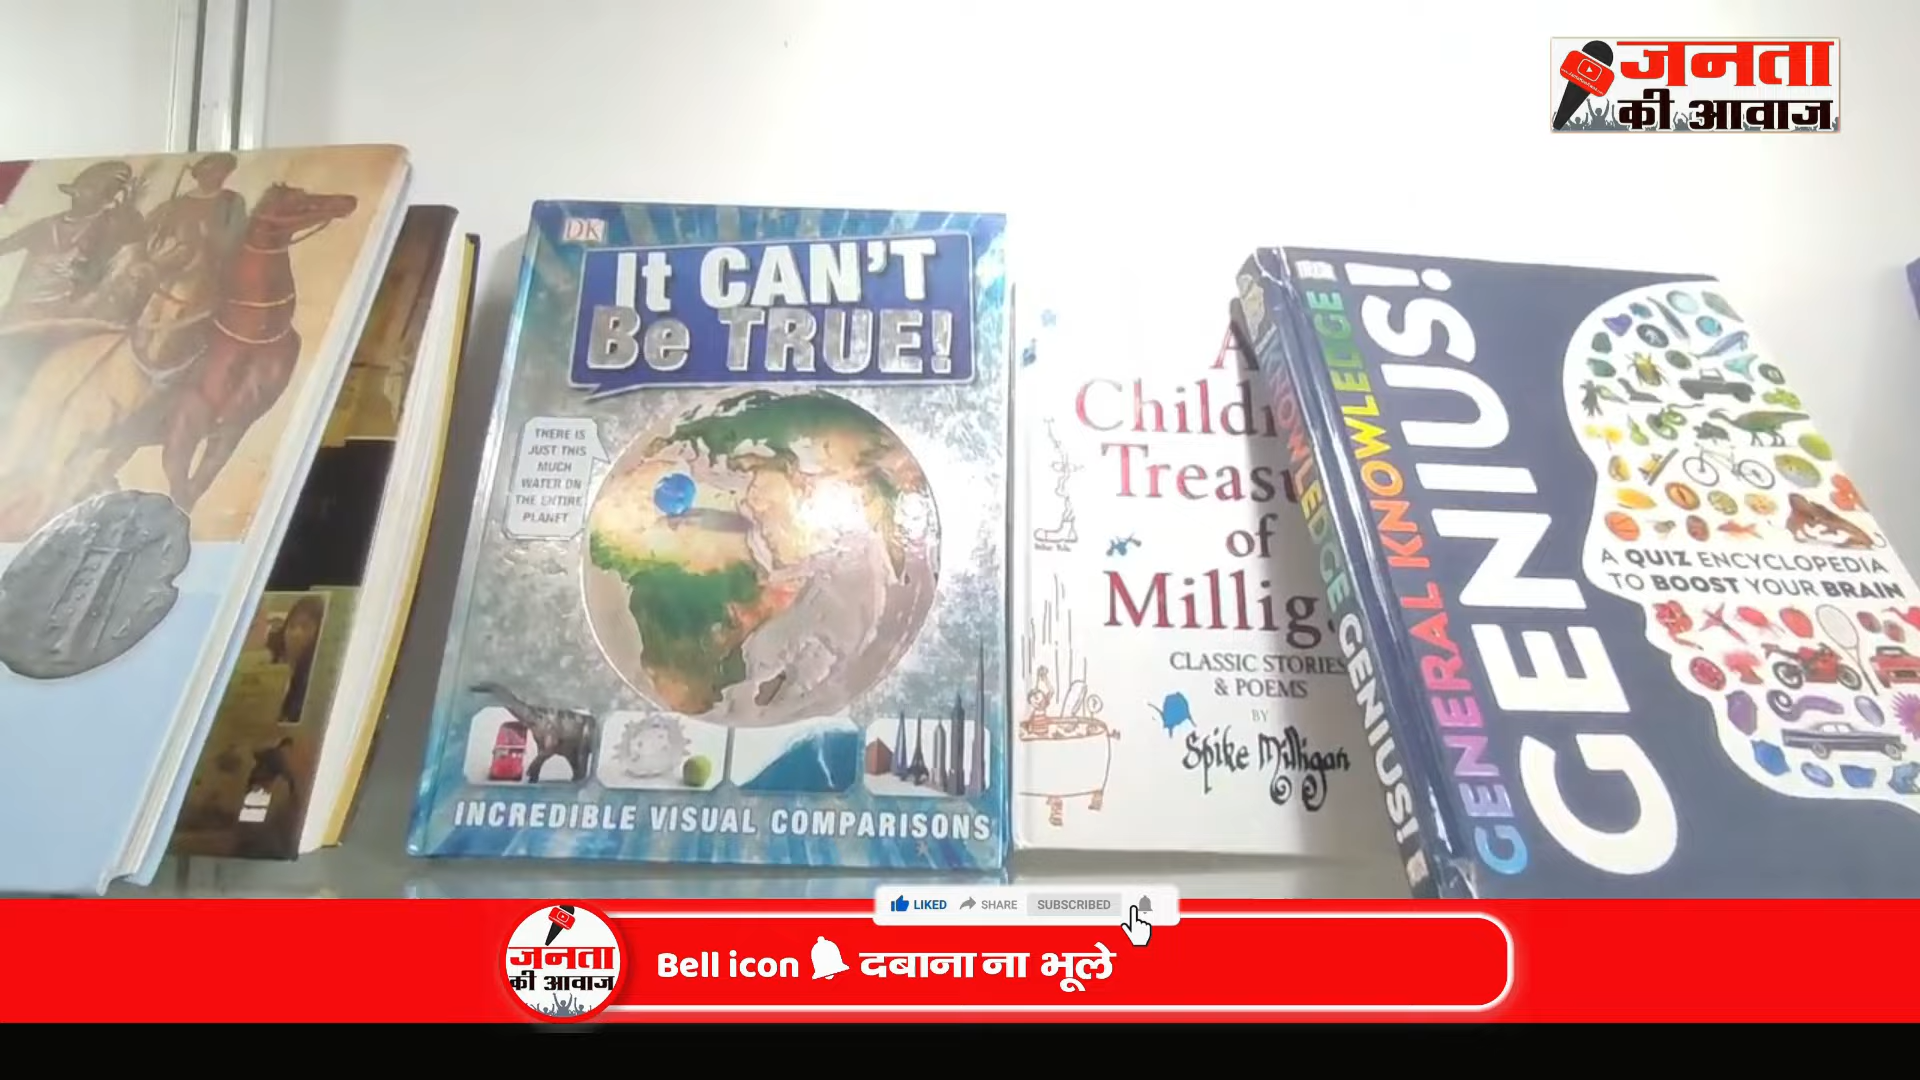 जनता
की आवाज
DK
It CAN'T
Be TRUE!
THERE IS
JUST THIS
MUCH
WATER ON
THE ENTIRE
PLANET
INCREDIBLE VISUAL COMPARISONS
A
Child
Treas
of
Millig
CLASSIC STORIES
& POEMS
BY
Spike Milligan
GENERAL KNOWLEDGE GENIUS!
GENERAL KNOWLEDGE
GENIUS!
A QUIZ ENCYCLOPEDIA
TO BOOST YOUR BRAIN
LIKED SHARE SUBSCRIBED
जनता
की आवाज
Bell icon दबाना ना भूले